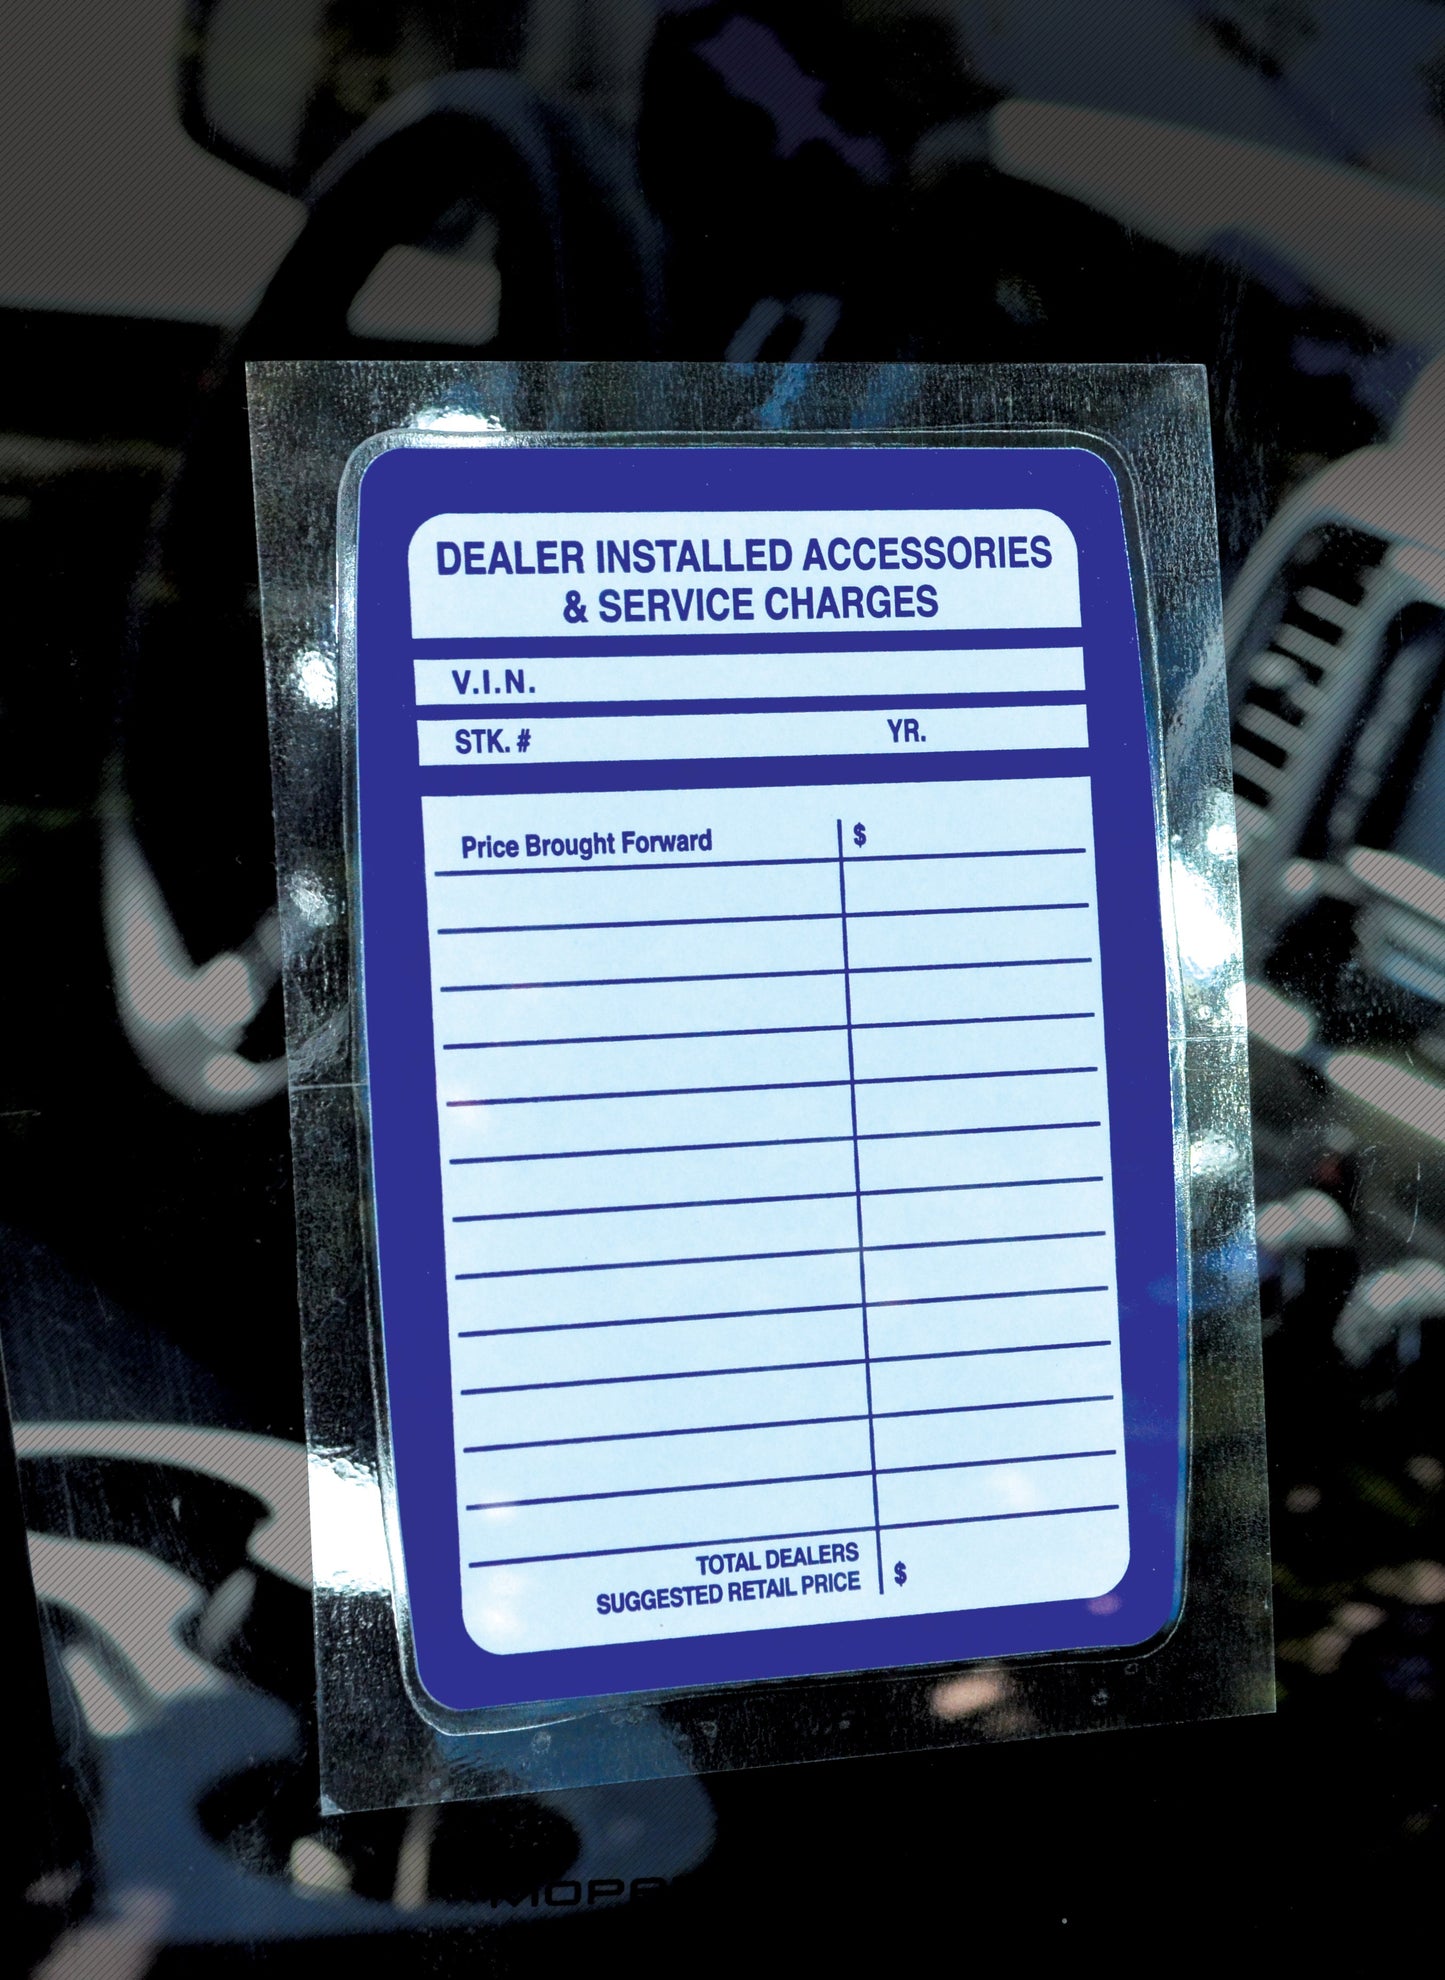 DEALER INSTALLED ACCESSORIES
& SERVICE CHARGES
V.I.N.
STK. # YR.
Price Brought Forward $
TOTAL DEALERS
SUGGESTED RETAIL PRICE $